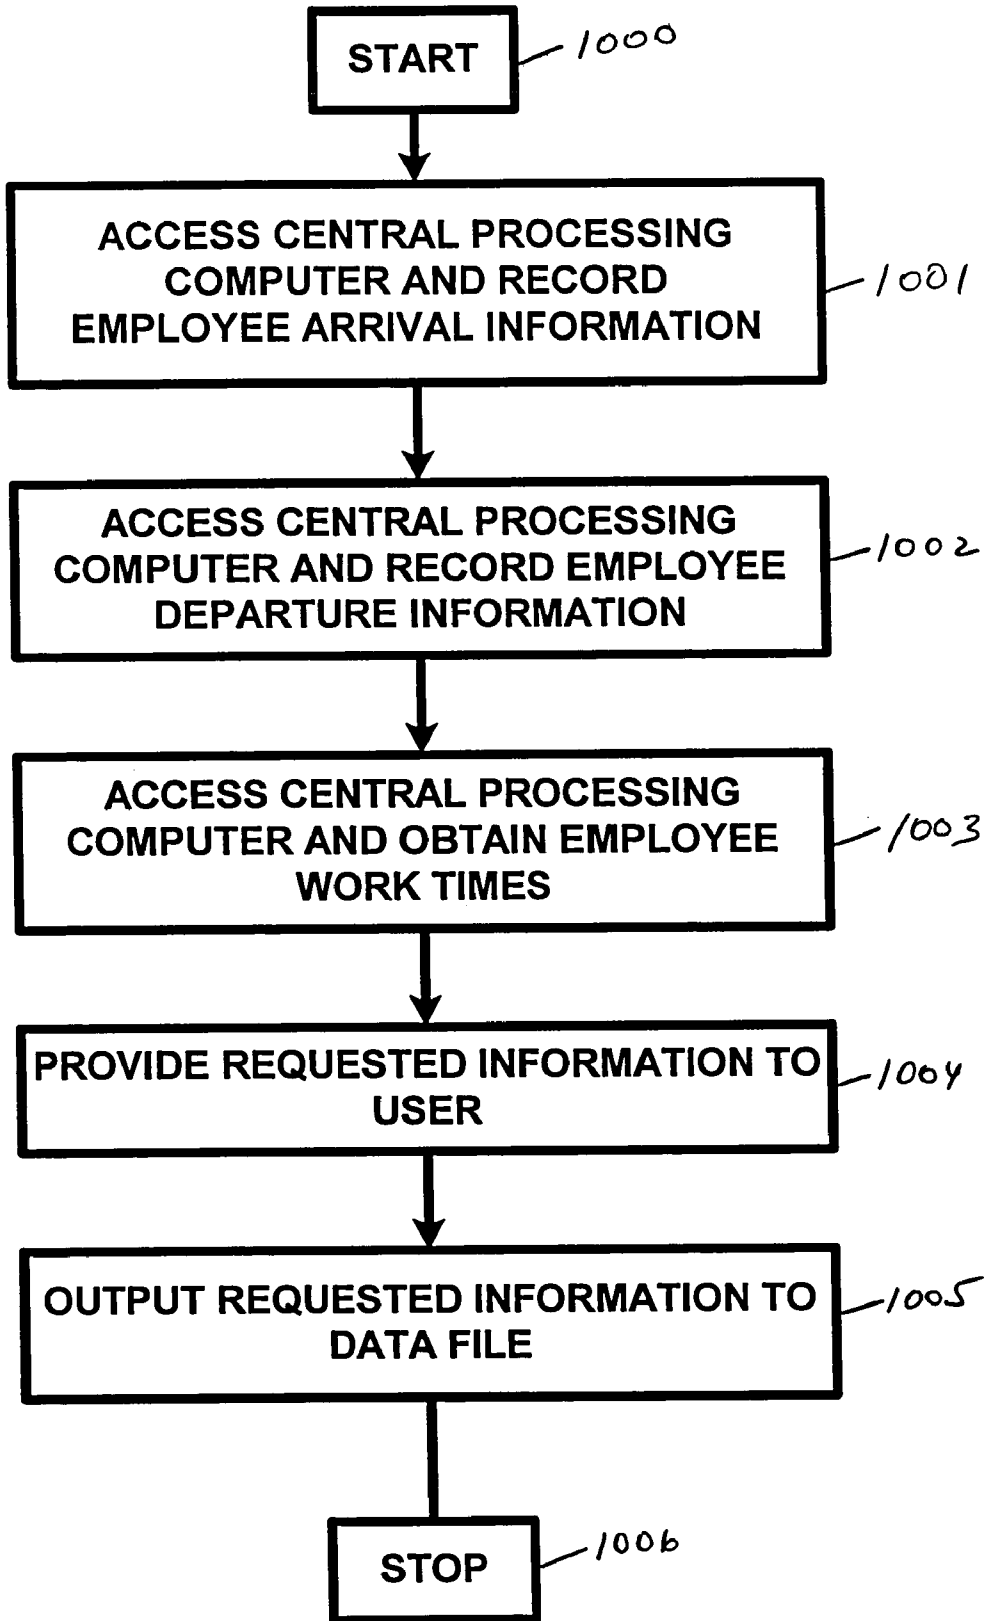 START
1000
ACCESS CENTRAL PROCESSING
COMPUTER AND RECORD
EMPLOYEE ARRIVAL INFORMATION
1001
ACCESS CENTRAL PROCESSING
COMPUTER AND RECORD EMPLOYEE
DEPARTURE INFORMATION
1002
ACCESS CENTRAL PROCESSING
COMPUTER AND OBTAIN EMPLOYEE
WORK TIMES
1003
PROVIDE REQUESTED INFORMATION TO
USER
1004
OUTPUT REQUESTED INFORMATION TO
DATA FILE
1005
STOP
1006